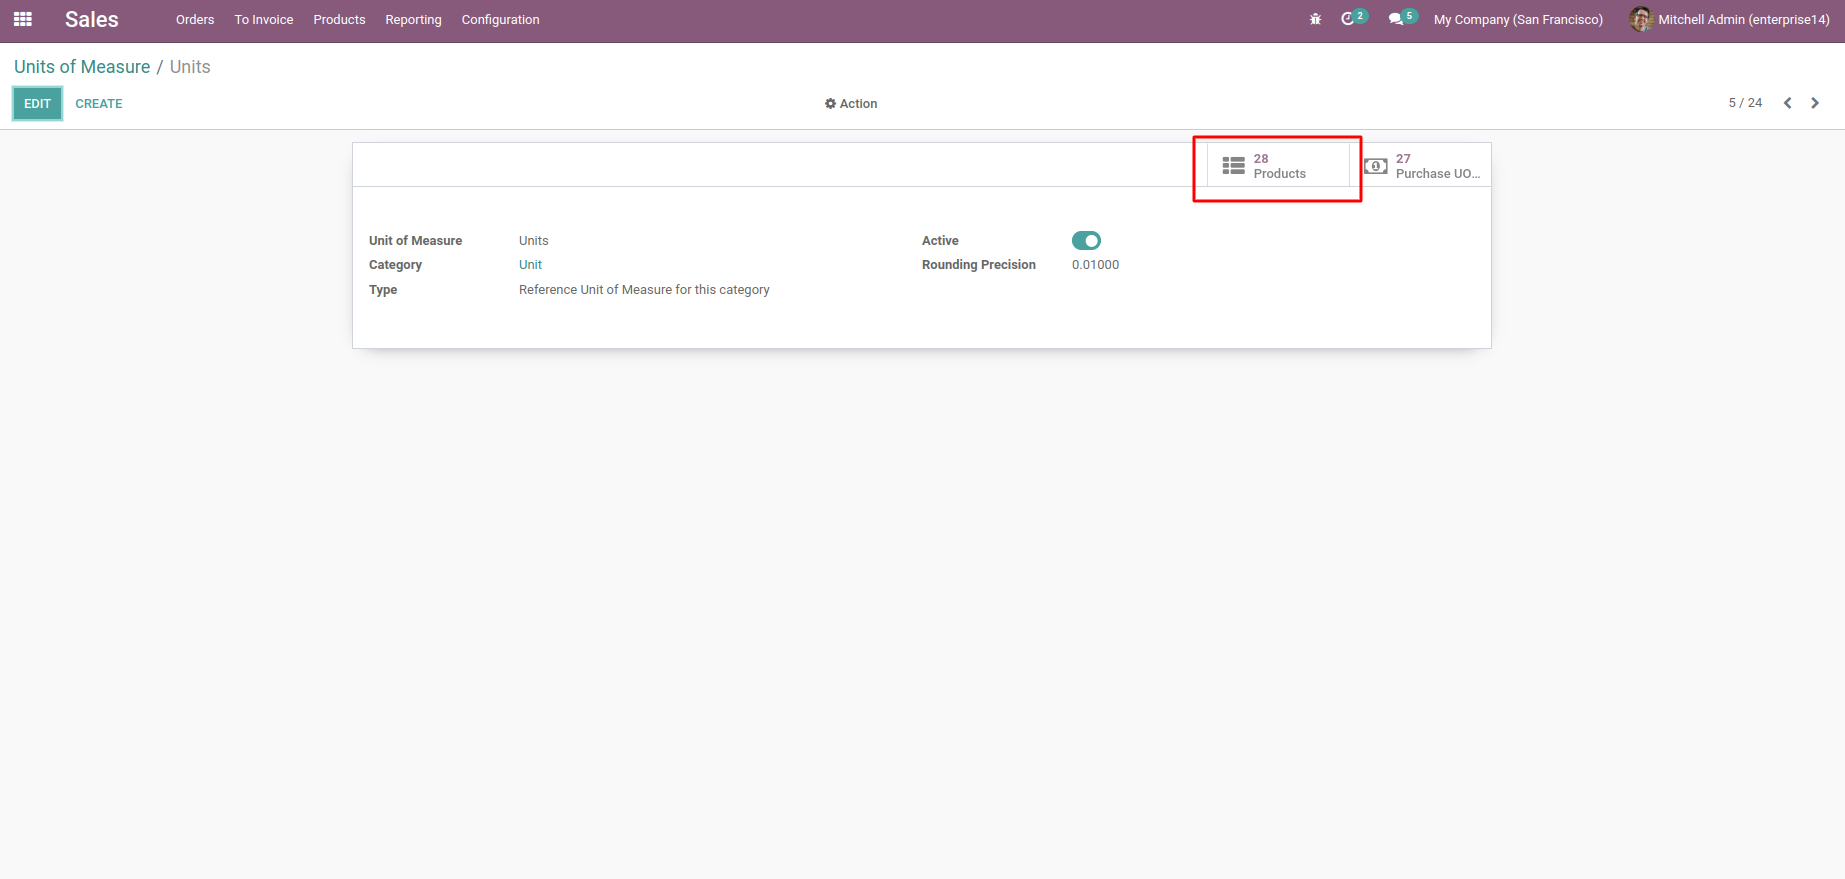 Sales Orders To Invoice Products Reporting Configuration 2 5 My Company (San Francisco) Mitchell Admin (enterprise14)
Units of Measure / Units
EDIT CREATE Action 5 / 24
28 27
Products Purchase UO...
Unit of Measure Units Active
Category Unit Rounding Precision 0.01000
Type Reference Unit of Measure for this category